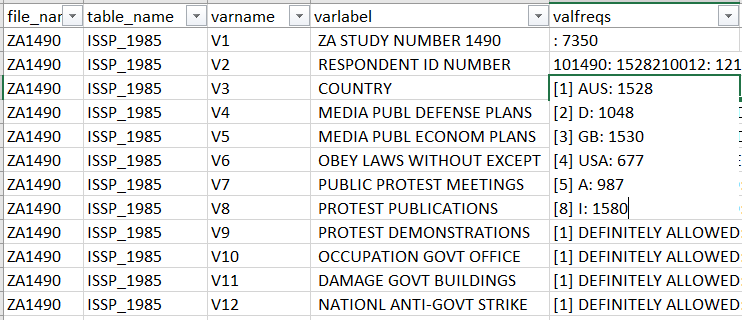 file_nar table_name varname varlabel valfreqs
ZA1490 ISSP_1985 V1 ZA STUDY NUMBER 1490 : 7350
ZA1490 ISSP_1985 V2 RESPONDENT ID NUMBER 101490: 1528210012: 121
ZA1490 ISSP_1985 V3 COUNTRY [1] AUS: 1528
ZA1490 ISSP_1985 V4 MEDIA PUBL DEFENSE PLANS [2] D: 1048
ZA1490 ISSP_1985 V5 MEDIA PUBL ECONOM PLANS [3] GB: 1530
ZA1490 ISSP_1985 V6 OBEY LAWS WITHOUT EXCEPT [4] USA: 677
ZA1490 ISSP_1985 V7 PUBLIC PROTEST MEETINGS [5] A: 987
ZA1490 ISSP_1985 V8 PROTEST PUBLICATIONS [8] I: 1580
ZA1490 ISSP_1985 V9 PROTEST DEMONSTRATIONS [1] DEFINITELY ALLOWED
ZA1490 ISSP_1985 V10 OCCUPATION GOVT OFFICE [1] DEFINITELY ALLOWED
ZA1490 ISSP_1985 V11 DAMAGE GOVT BUILDINGS [1] DEFINITELY ALLOWED
ZA1490 ISSP_1985 V12 NATIONL ANTI-GOVT STRIKE [1] DEFINITELY ALLOWED